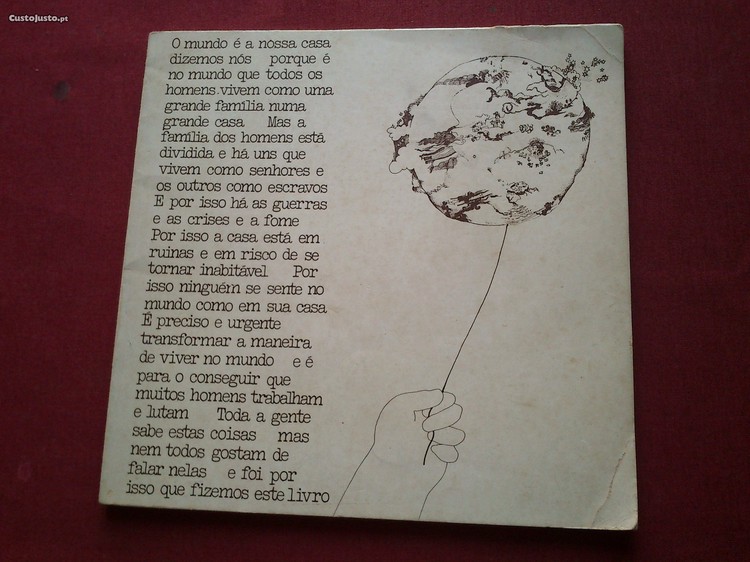 CustoJusto.pt
O mundo é a nossa casa
dizemos nós porque é
no mundo que todos os
homens vivem como uma
grande família numa
grande casa Mas a
família dos homens está
dividida e há uns que
vivem como senhores e
os outros como escravos
E por isso há as guerras
e as crises e a fome
Por isso a casa está em
ruinas e em risco de se
tornar inabitável Por
isso ninguém se sente no
mundo como em sua casa
É preciso e urgente
transformar a maneira
de viver no mundo e é
para o conseguir que
muitos homens trabalham
e lutam Toda a gente
sabe estas coisas mas
nem todos gostam de
falar nelas e foi por
isso que fizemos este livro